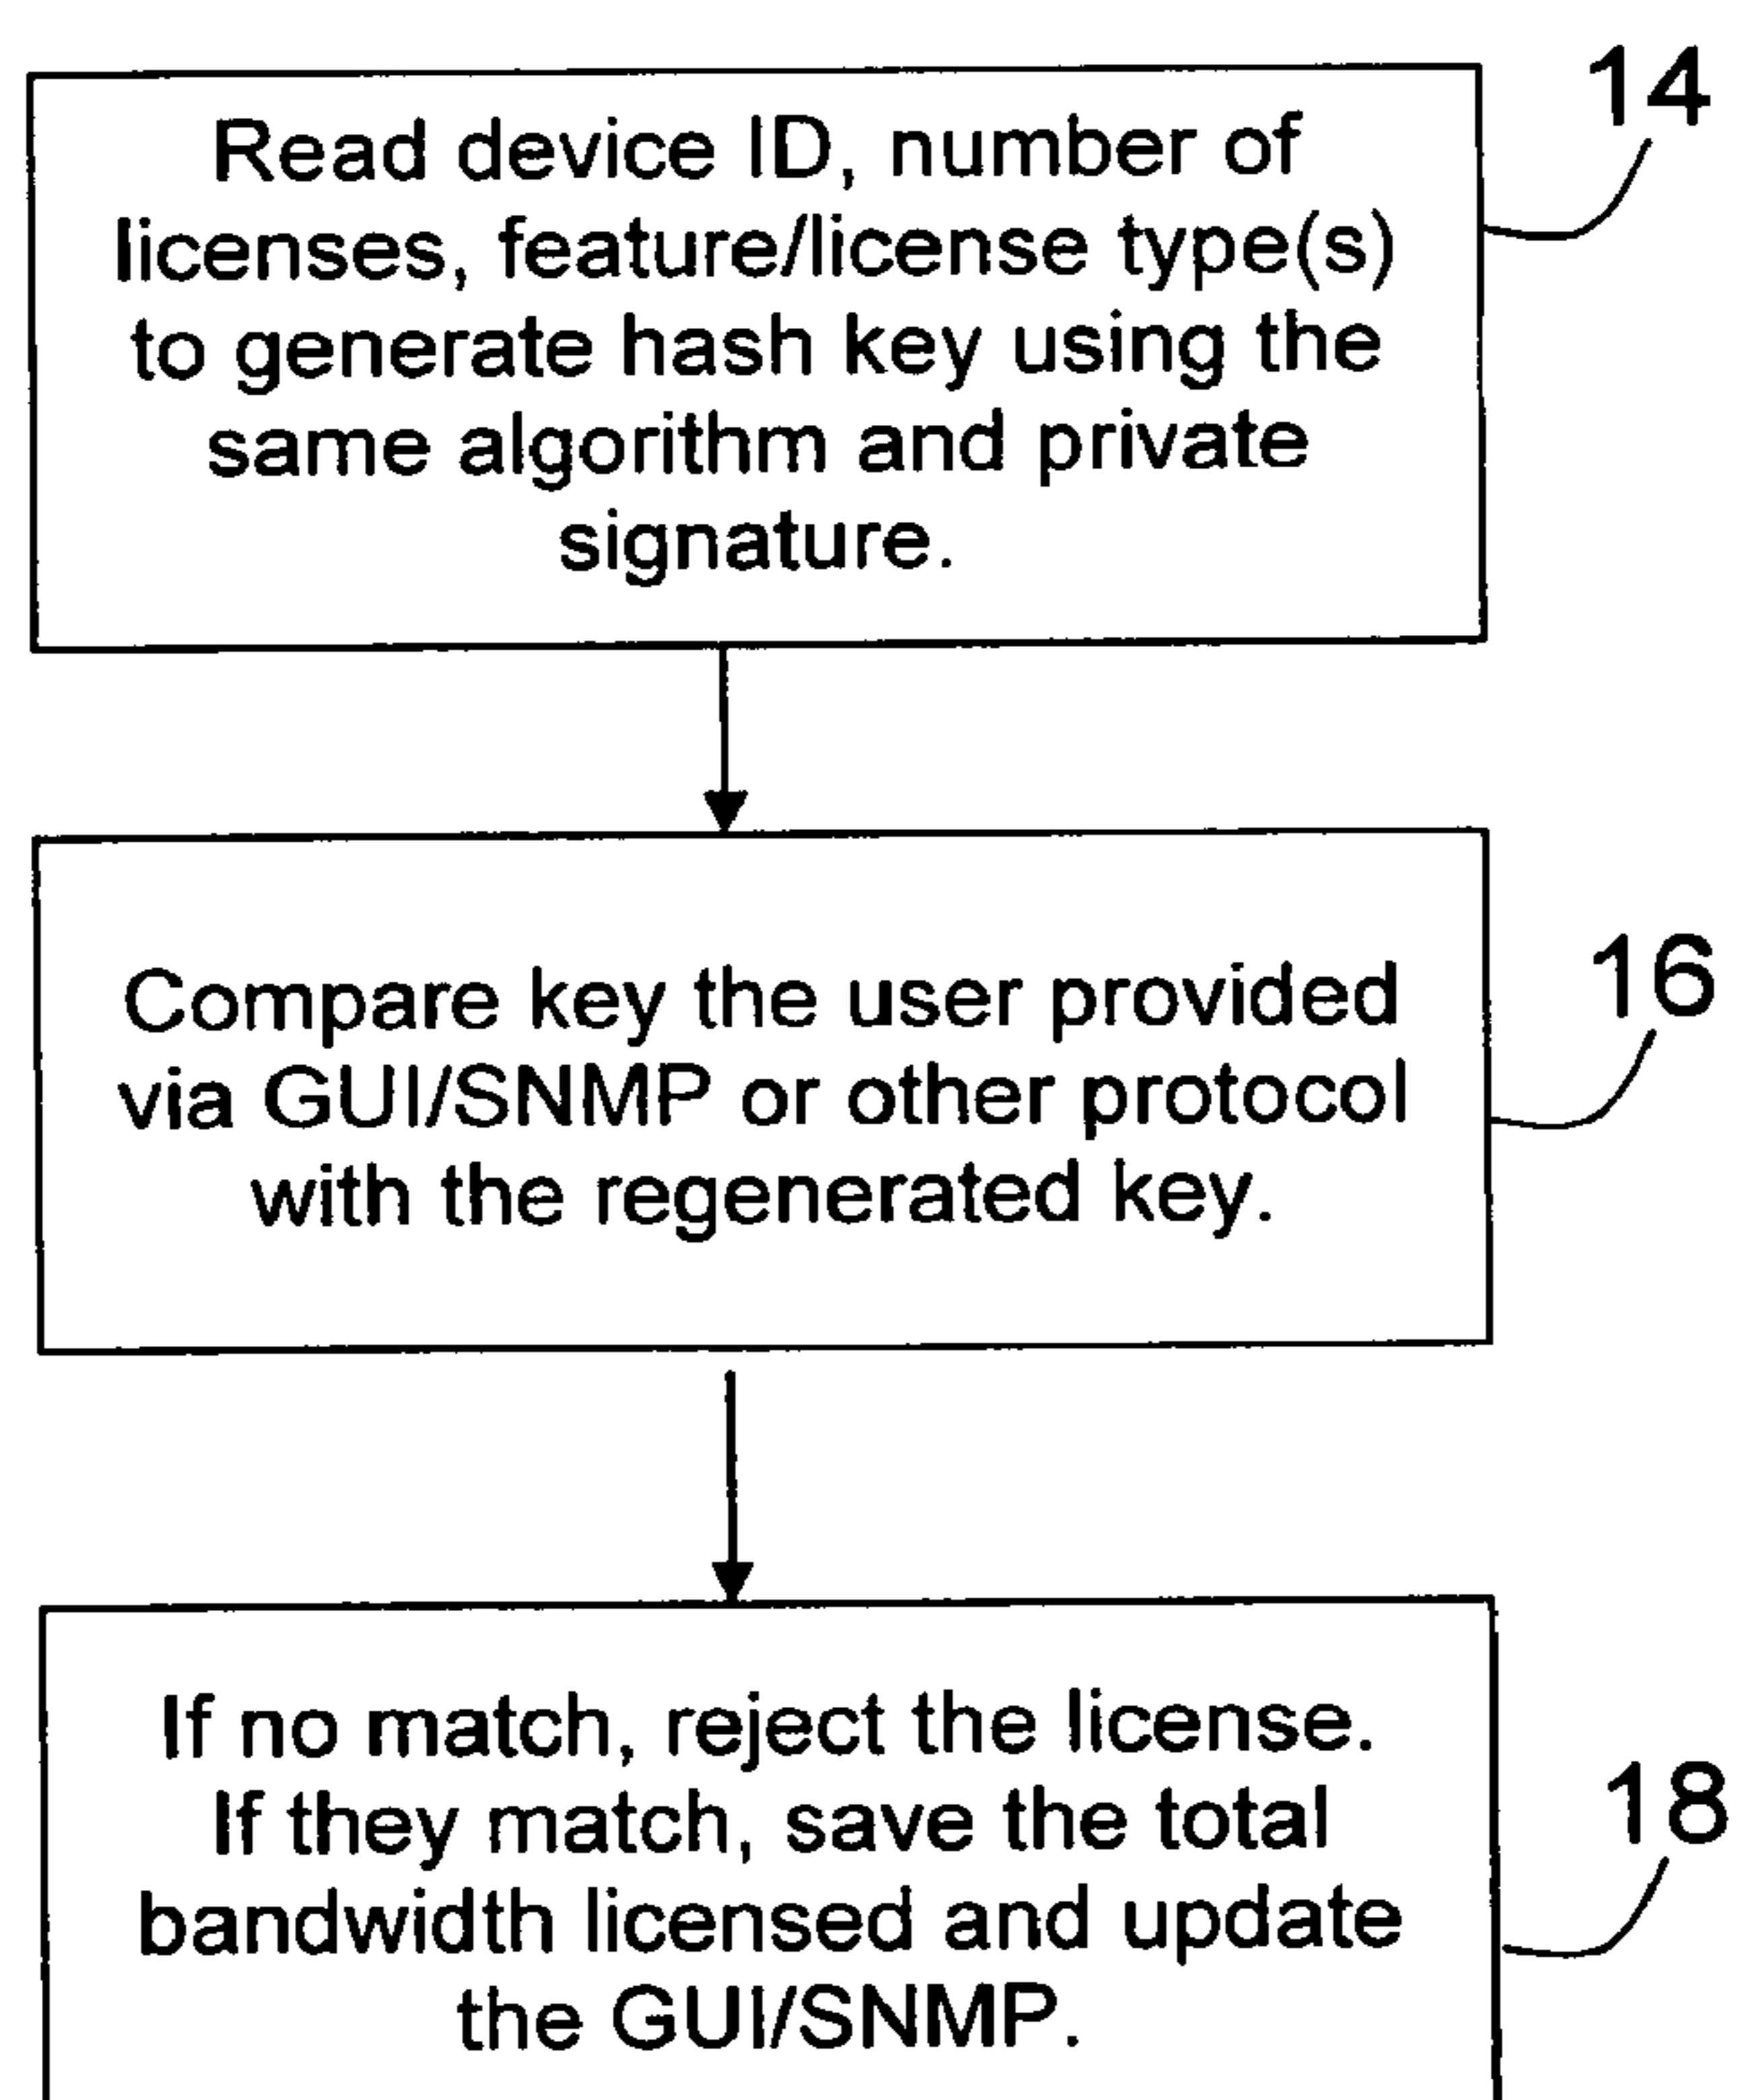 14
Read device ID, number of
licenses, feature/license type(s)
to generate hash key using the
same algorithm and private
signature.
16
Compare key the user provided
via GUI/SNMP or other protocol
with the regenerated key.
18
If no match, reject the license.
If they match, save the total
bandwidth licensed and update
the GUI/SNMP.